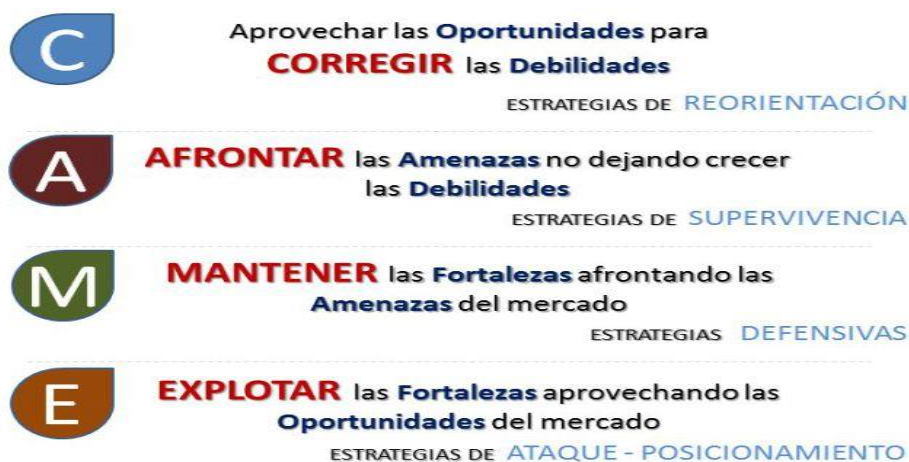 C
Aprovechar las Oportunidades para
CORREGIR las Debilidades
ESTRATEGIAS DE REORIENTACIÓN
A
AFRONTAR las Amenazas no dejando crecer
las Debilidades
ESTRATEGIAS DE SUPERVIVENCIA
M
MANTENER las Fortalezas afrontando las
Amenazas del mercado
ESTRATEGIAS DEFENSIVAS
E
EXPLOTAR las Fortalezas aprovechando las
Oportunidades del mercado
ESTRATEGIAS DE ATAQUE - POSICIONAMIENTO